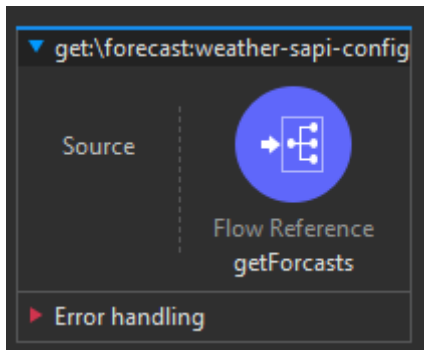 get:\forecast:weather-sapi-config
Source
Flow Reference
getForcasts
Error handling